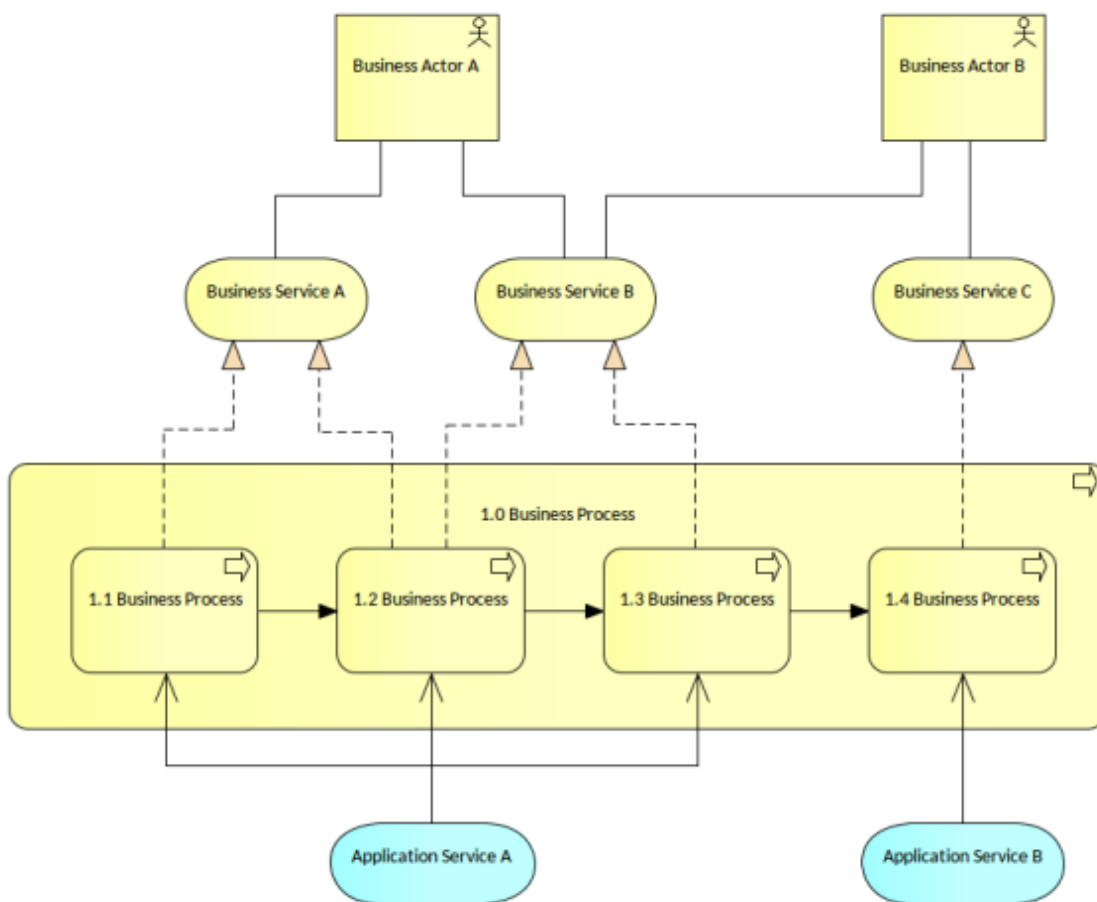 Business Actor A
Business Actor B
Business Service A
Business Service B
Business Service C
1.0 Business Process
1.1 Business Process
1.2 Business Process
1.3 Business Process
1.4 Business Process
Application Service A
Application Service B